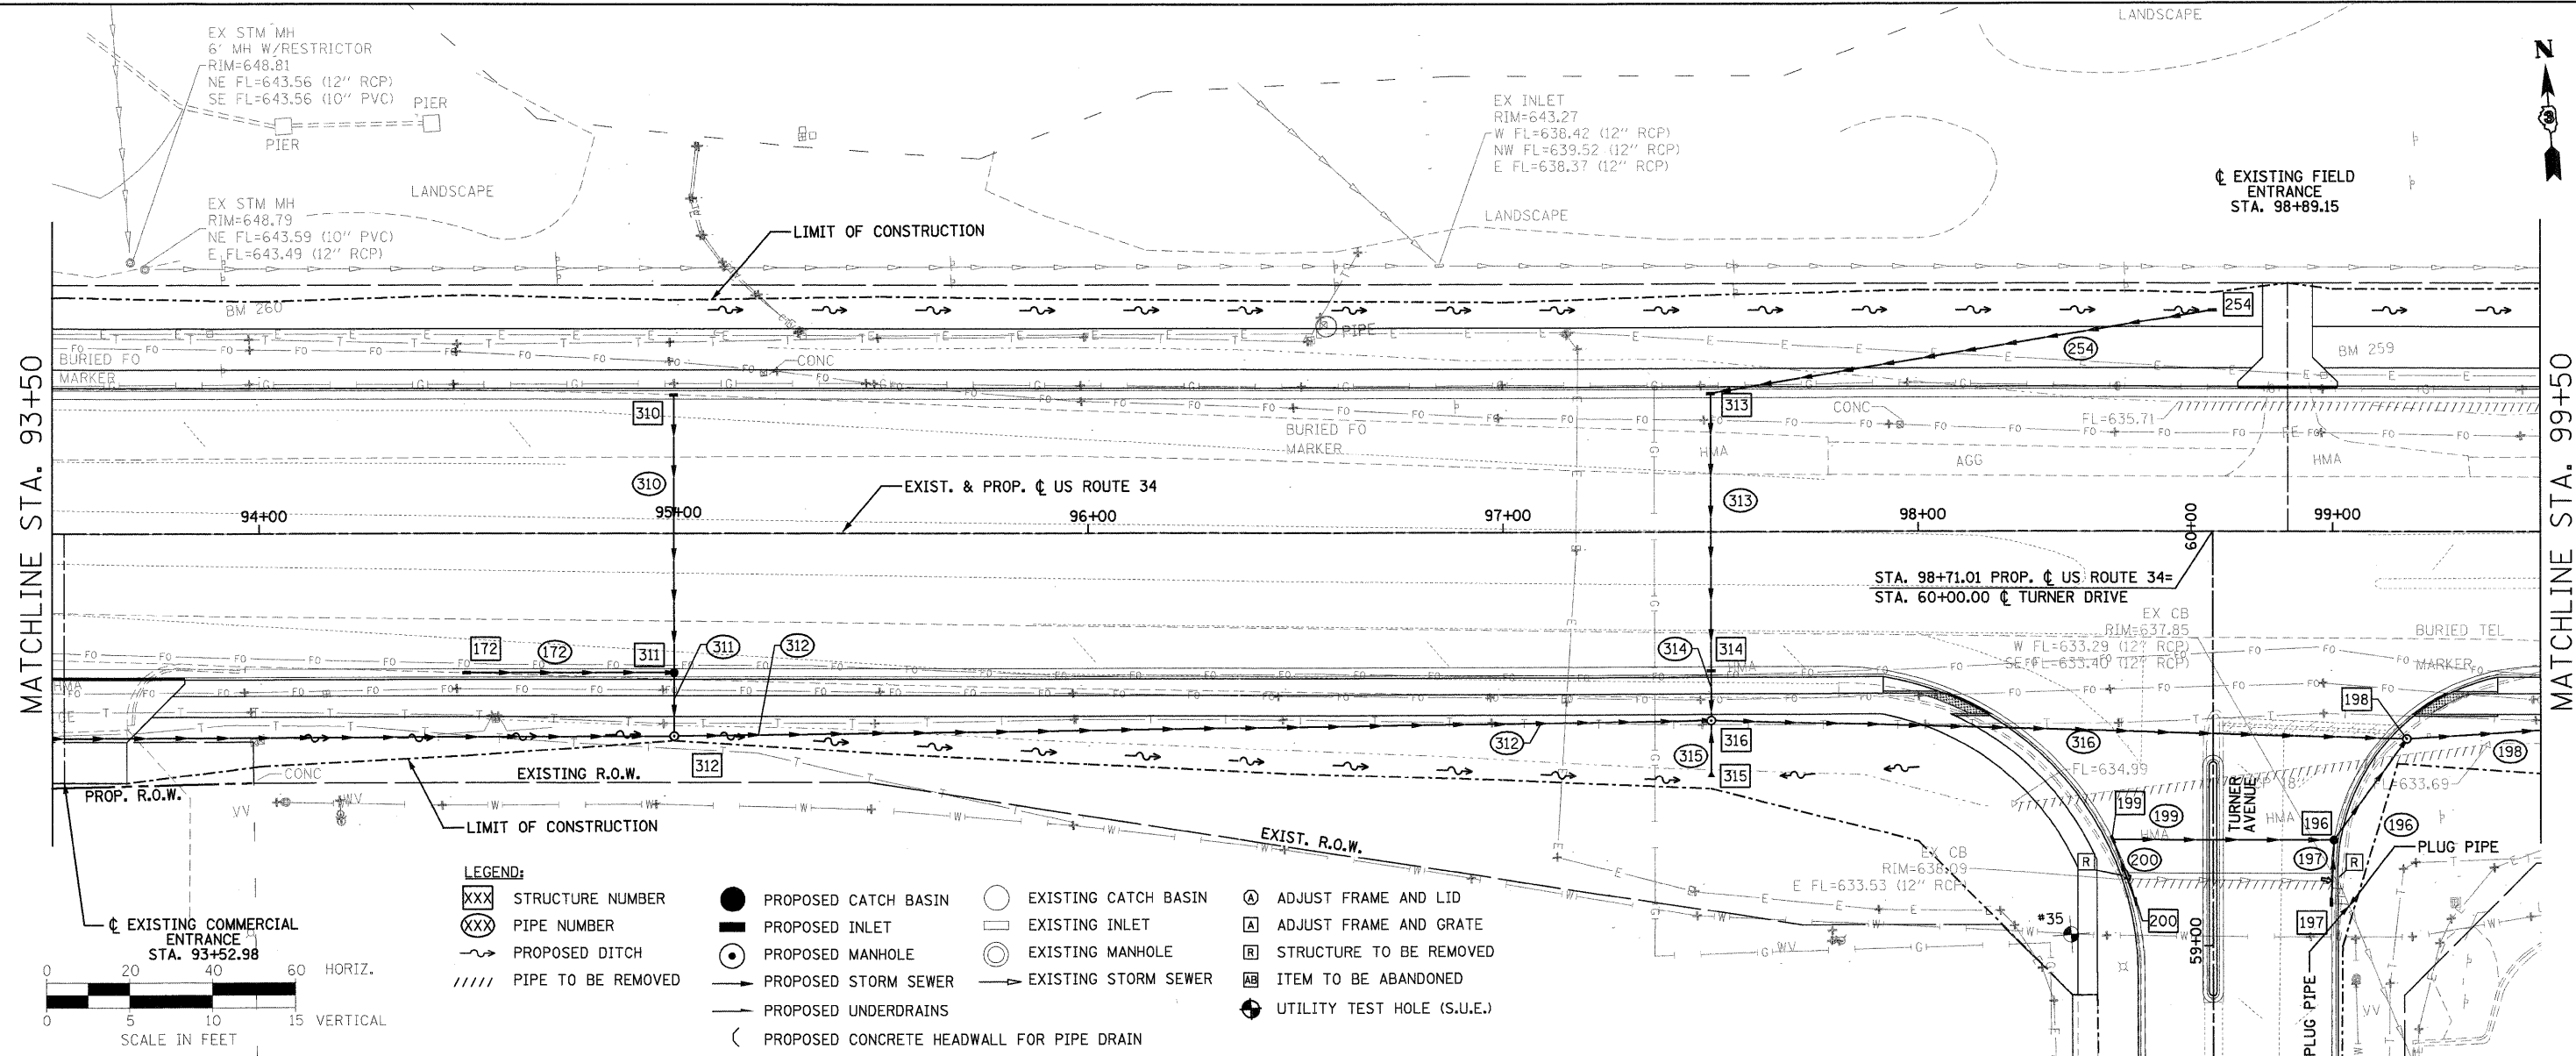 LANDSCAPE
EX STM MH
6' MH W/RESTRICTOR
RIM=648.81
NE FL=643.56 (12" RCP)
SE FL=643.56 (10" PVC)
PIER
PIER
LANDSCAPE
EX STM MH
RIM=648.79
NE FL=643.59 (10" PVC)
E FL=643.49 (12" RCP)
LIMIT OF CONSTRUCTION
EX INLET
RIM=643.27
W FL=638.42 (12" RCP)
NW FL=639.52 (12" RCP)
E FL=638.37 (12" RCP)
LANDSCAPE
N
3
℄ EXISTING FIELD
ENTRANCE
STA. 98+89.15
BM 260
254
PIPE
254
BM 259
BURIED FO
MARKER
CONC
310
313
CONC
FL=635.71
BURIED FO
MARKER
HMA
AGG
HMA
MATCHLINE STA. 93+50
MATCHLINE STA. 99+50
310
EXIST. & PROP. ℄ US ROUTE 34
313
94+00
95+00
96+00
97+00
98+00
60+00
99+00
STA. 98+71.01 PROP. ℄ US ROUTE 34=
STA. 60+00.00 ℄ TURNER DRIVE
EX CB
RIM=637.85
W FL=633.29 (12" RCP)
SE FL=633.40 (12" RCP)
BURIED TEL
MARKER
172
172
311
311
312
314
314
HMA
HMA
198
312
316
316
198
315
315
312
CONC
EXISTING R.O.W.
PROP. R.O.W.
FL=634.99
FL=633.69
VV
WV
LIMIT OF CONSTRUCTION
EXIST. R.O.W.
199
199
HMA
TURNER
AVENUE
HMA
196
196
PLUG PIPE
EX CB
RIM=638.09
E FL=633.53 (12" RCP)
R
200
197
R
200
197
#35
WV
59+00
PLUG PIPE
VV
℄ EXISTING COMMERCIAL
ENTRANCE
STA. 93+52.98
0 20 40 60 HORIZ.
0 5 10 15 VERTICAL
SCALE IN FEET
LEGEND:
XXX STRUCTURE NUMBER
XXX PIPE NUMBER
PROPOSED DITCH
PIPE TO BE REMOVED
PROPOSED CATCH BASIN
PROPOSED INLET
PROPOSED MANHOLE
PROPOSED STORM SEWER
PROPOSED UNDERDRAINS
PROPOSED CONCRETE HEADWALL FOR PIPE DRAIN
EXISTING CATCH BASIN
EXISTING INLET
EXISTING MANHOLE
EXISTING STORM SEWER
A ADJUST FRAME AND LID
A ADJUST FRAME AND GRATE
R STRUCTURE TO BE REMOVED
AB ITEM TO BE ABANDONED
UTILITY TEST HOLE (S.U.E.)